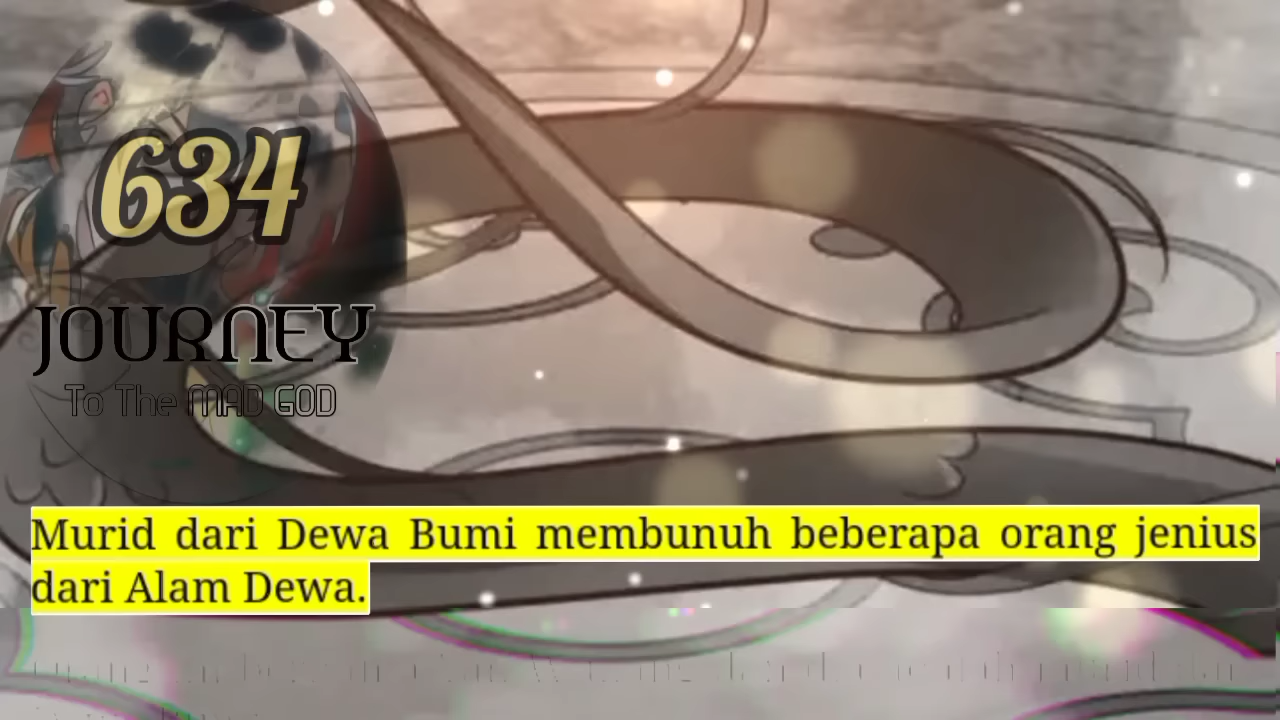 634
JOURNEY
To The MAD GOD
Murid dari Dewa Bumi membunuh beberapa orang jenius
dari Alam Dewa.